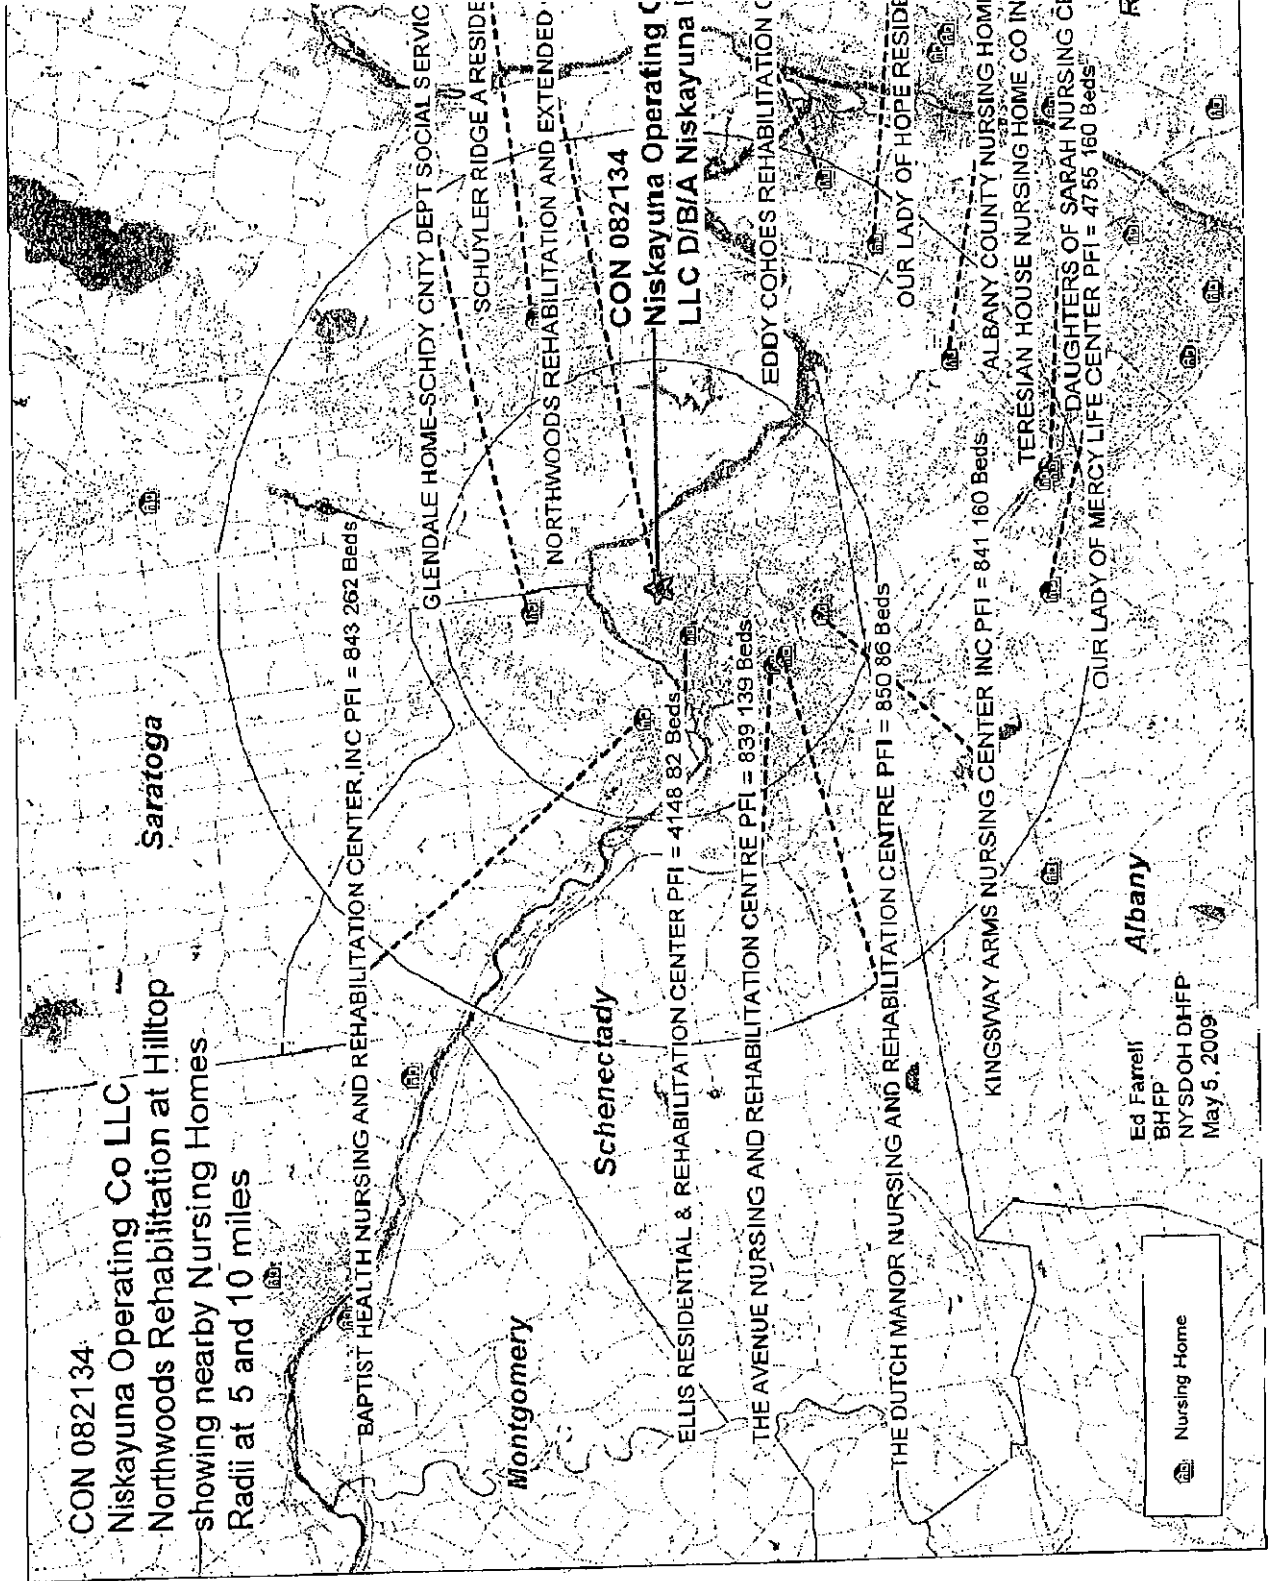 CON 082134
Niskayuna Operating Co LLC
Northwoods Rehabilitation at Hilltop
showing nearby Nursing Homes
Radii at 5 and 10 miles
Saratoga
BAPTIST HEALTH NURSING AND REHABILITATION CENTER, INC PFI = 843 262 Beds
GLENDALE HOME-SCHDY CNTY DEPT SOCIAL SERVIC
SCHUYLER RIDGE A RESIDE
NORTHWOODS REHABILITATION AND EXTENDED
CON 082134
Niskayuna Operating C
LLC D/B/A Niskayuna
Montgomery
Schenectady
ELLIS RESIDENTIAL & REHABILITATION CENTER PFI = 4148 82 Beds
EDDY COHOES REHABILITATION C
THE AVENUE NURSING AND REHABILITATION CENTRE PFI = 839 139 Beds
THE DUTCH MANOR NURSING AND REHABILITATION CENTRE PFI = 850 86 Beds
OUR LADY OF HOPE RESIDE
KINGSWAY ARMS NURSING CENTER INC PFI = 841 160 Beds
ALBANY COUNTY NURSING HOM
TERESIAN HOUSE NURSING HOME CO IN
DAUGHTERS OF SARAH NURSING CE
OUR LADY OF MERCY LIFE CENTER PFI = 4755 160 Beds
R
Albany
Ed Farrell
BHFP
NYSDOH DHFP
May 5, 2009
Nursing Home